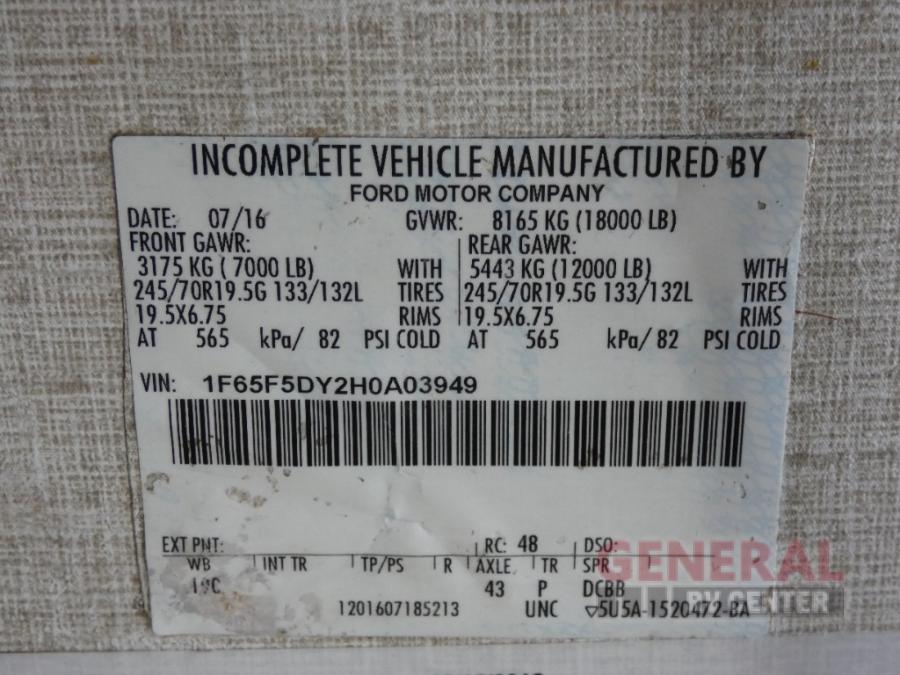 INCOMPLETE VEHICLE MANUFACTURED BY
FORD MOTOR COMPANY
DATE: 07/16 GVWR: 8165 KG (18000 LB)
FRONT GAWR: REAR GAWR:
3175 KG ( 7000 LB) WITH 5443 KG (12000 LB) WITH
245/70R19.5G 133/132L TIRES 245/70R19.5G 133/132L TIRES
19.5X6.75 RIMS 19.5X6.75 RIMS
AT 565 kPa/ 82 PSI COLD AT 565 kPa/ 82 PSI COLD
VIN: 1F65F5DY2H0A03949
EXT PNT: RC: 48 DSO:
WB INT TR TP/PS R AXLE TR SPR
43 P DCBB
1201607185213 UNC ▽5U5A-1520472-BA
GENERAL
RV CENTER